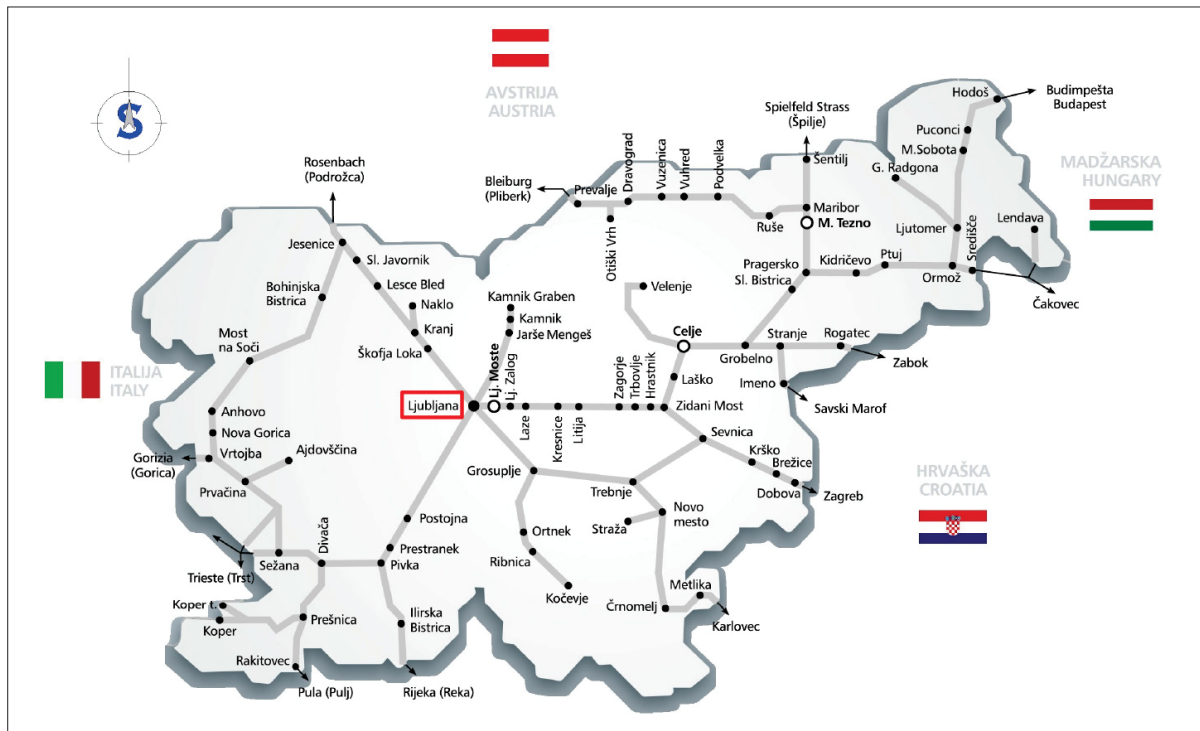 S
AVSTRIJA
AUSTRIA
Spielfeld Strass
(Špilje)
Hodoš
Budimpešta
Budapest
Puconci
M.Sobota
G. Radgona
MADŽARSKA
HUNGARY
Rosenbach
(Podrožca)
Bleiburg
(Pliberk)
Prevalje
Dravograd
Vuzenica
Vuhred
Podvelka
Šentilj
Maribor
M. Tezno
Ruše
Otiški Vrh
Ljutomer
Lendava
Središče
Jesenice
Sl. Javornik
Pragersko
Sl. Bistrica
Kidričevo
Ptuj
Ormož
Čakovec
Bohinjska
Bistrica
Lesce Bled
Naklo
Kranj
Kamnik Graben
Kamnik
Jarše Mengeš
Velenje
Celje
Stranje
Rogatec
Most
na Soči
Škofja Loka
Grobelno
Zabok
ITALIJA
ITALY
Lj. Moste
Lj. Zalog
Laško
Imeno
Zagorje
Trbovlje
Hrastnik
Savski Marof
Ljubljana
Laze
Kresnice
Litija
Zidani Most
Anhovo
Nova Gorica
Ajdovščina
Sevnica
Gorizia
(Gorica)
Vrtojba
Grosuplje
Krško
Brežice
Prvačina
Trebnje
Dobova
Zagreb
HRVAŠKA
CROATIA
Postojna
Novo
mesto
Straža
Divača
Ortnek
Prestranek
Ribnica
Sežana
Pivka
Trieste (Trst)
Kočevje
Metlika
Koper t.
Koper
Prešnica
Ilirska
Bistrica
Črnomelj
Karlovec
Rakitovec
Pula (Pulj)
Rijeka (Reka)